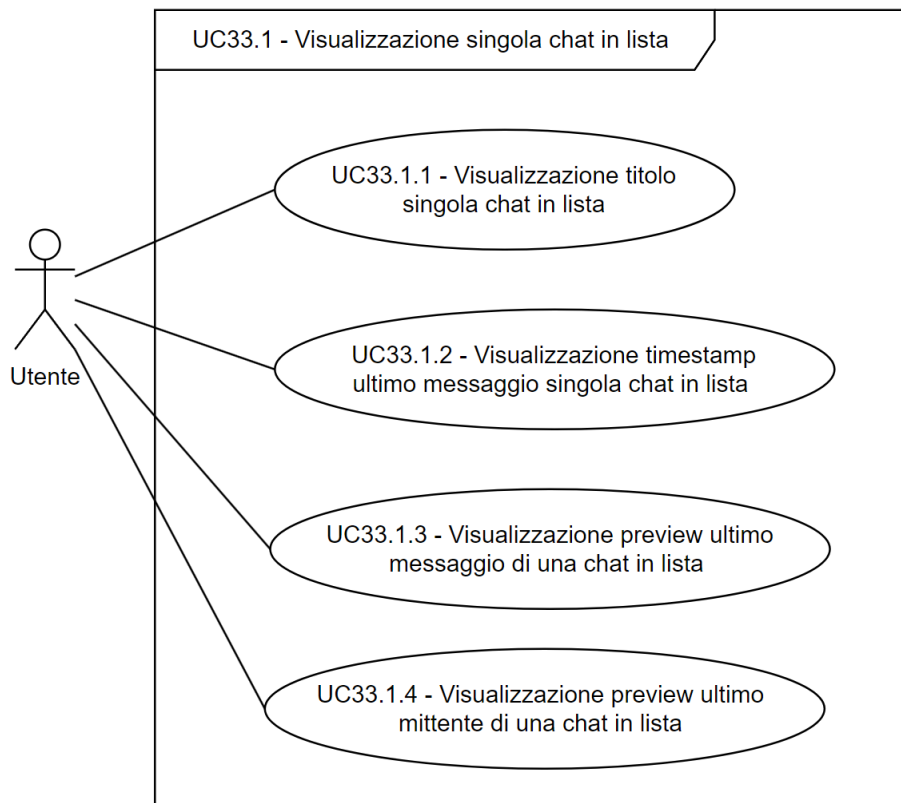 UC33.1 - Visualizzazione singola chat in lista
UC33.1.1 - Visualizzazione titolo
singola chat in lista
Utente
UC33.1.2 - Visualizzazione timestamp
ultimo messaggio singola chat in lista
UC33.1.3 - Visualizzazione preview ultimo
messaggio di una chat in lista
UC33.1.4 - Visualizzazione preview ultimo
mittente di una chat in lista